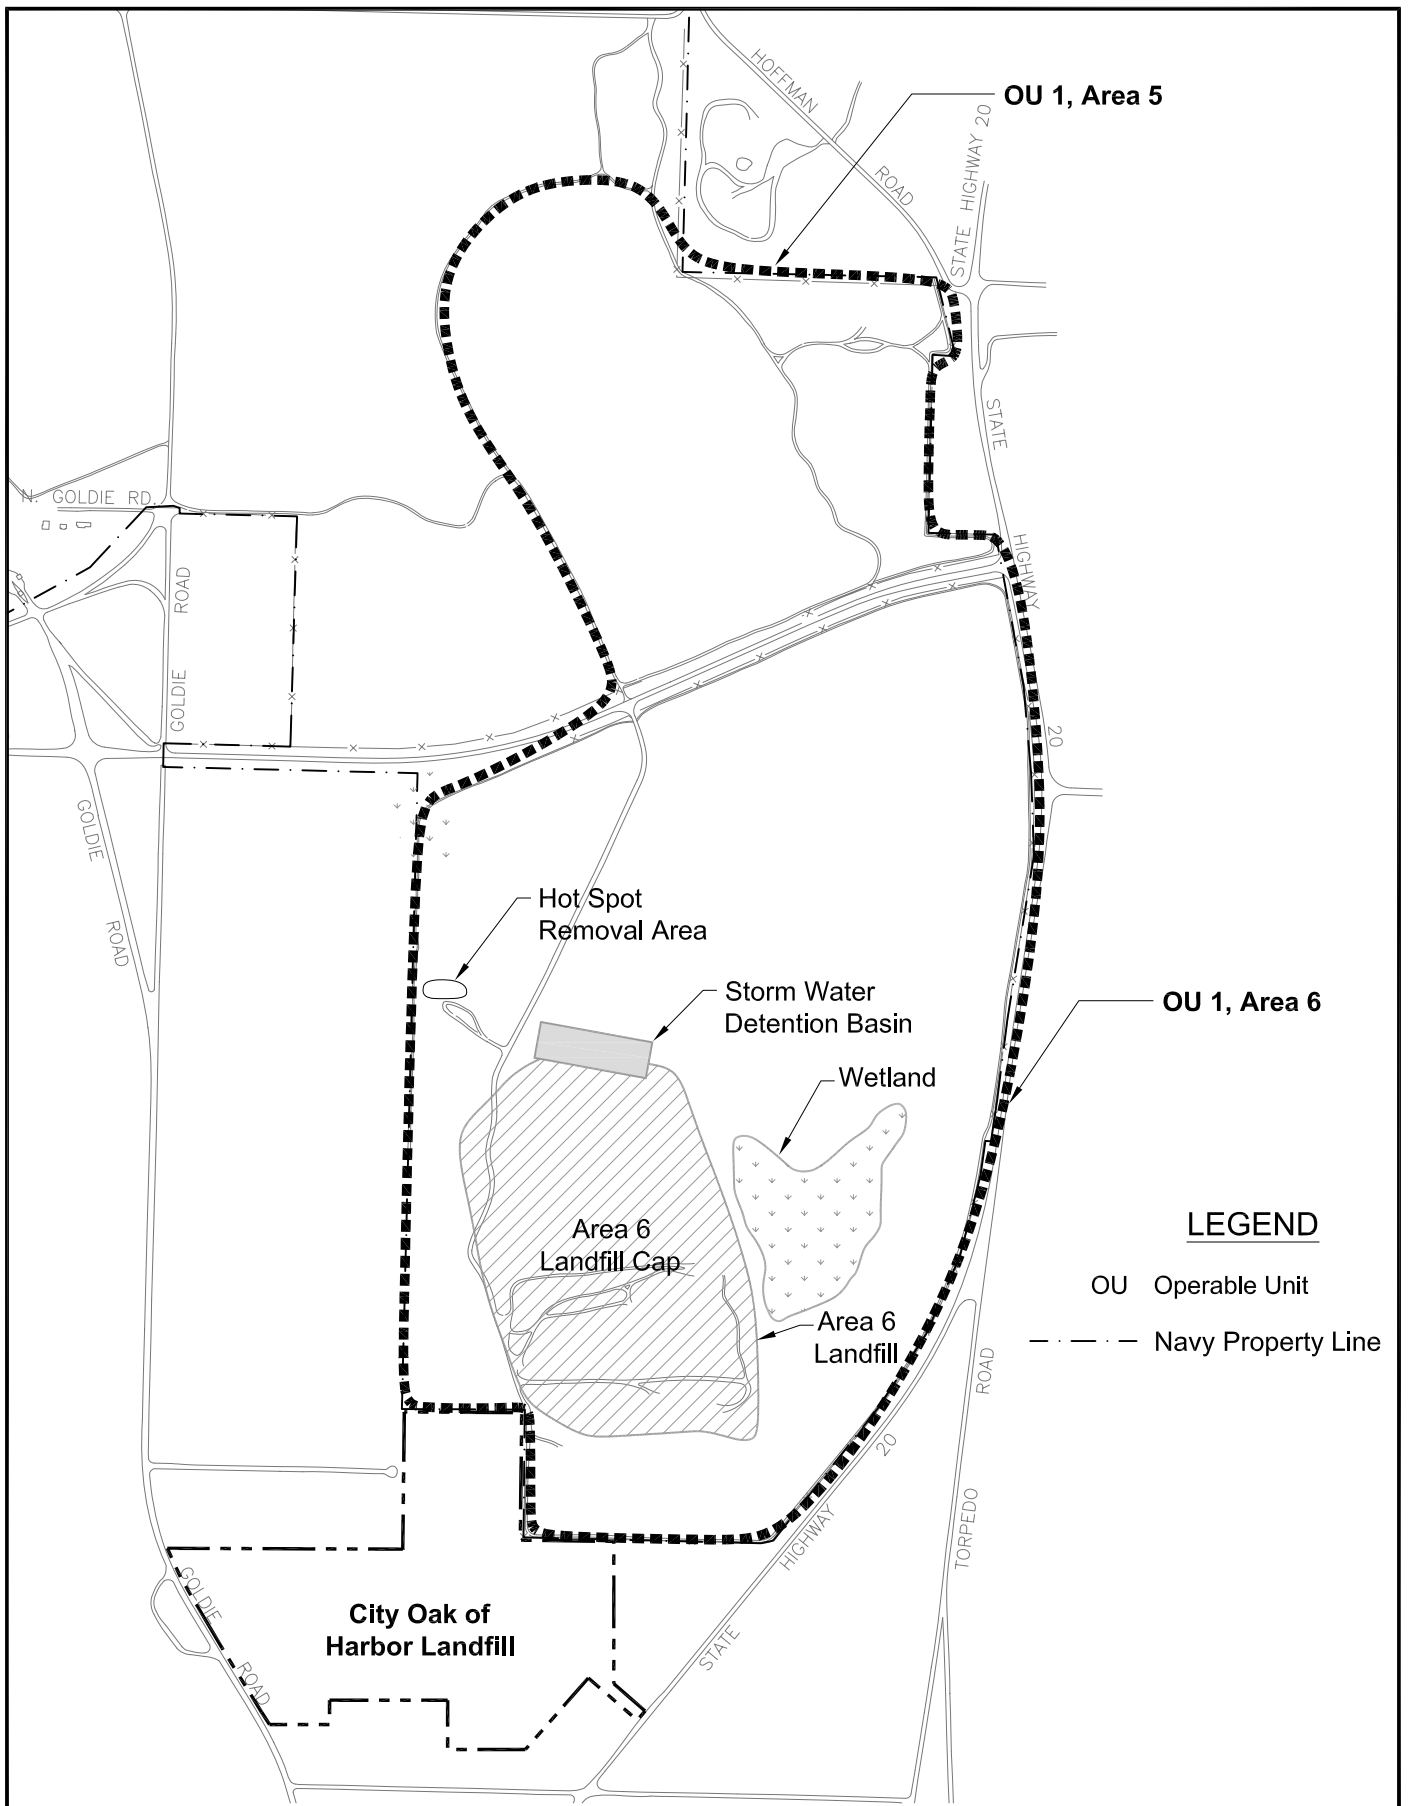 HOFFMAN
ROAD
OU 1, Area 5
STATE HIGHWAY 20
STATE
HIGHWAY
20
N. GOLDIE RD.
ROAD
GOLDIE
GOLDIE
ROAD
Hot Spot
Removal Area
Storm Water
Detention Basin
OU 1, Area 6
Wetland
Area 6
Landfill Cap
Area 6
Landfill
LEGEND
OU Operable Unit
Navy Property Line
ROAD
TORPEDO
20
HIGHWAY
STATE
GOLDIE
ROAD
City Oak of
Harbor Landfill